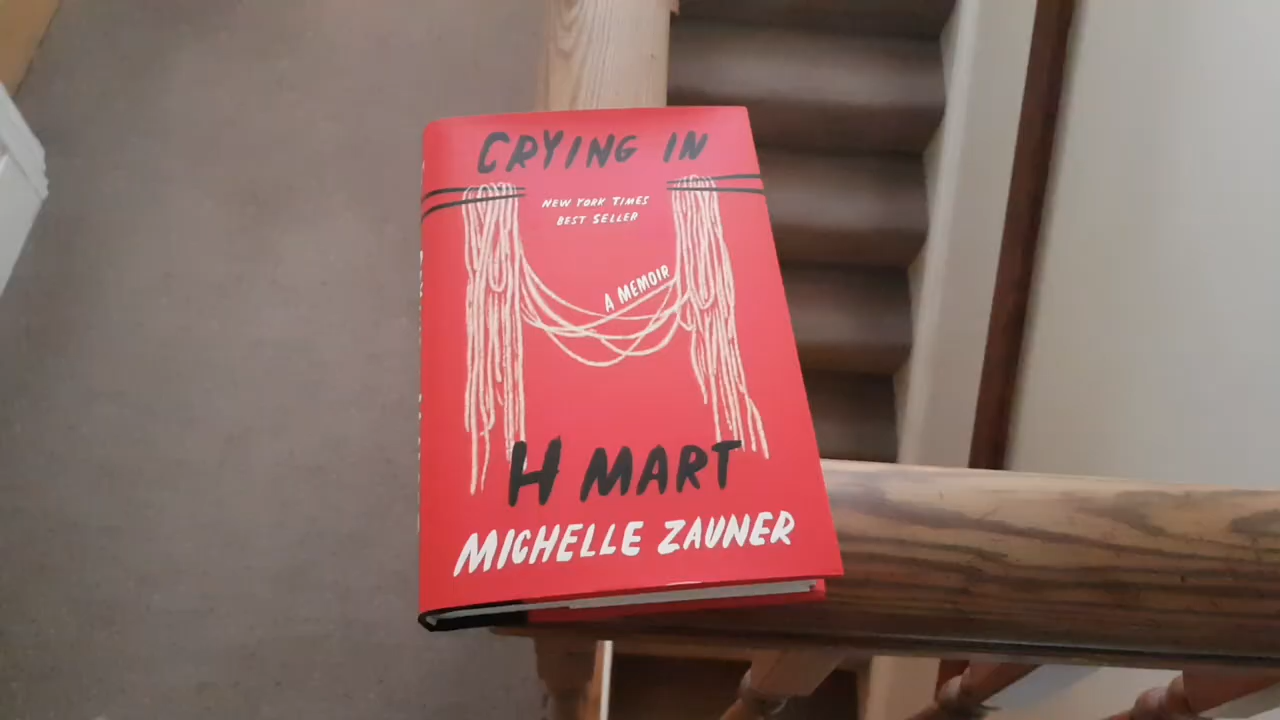 CRYING IN
NEW YORK TIMES
BEST SELLER
A MEMOIR
H MART
MICHELLE ZAUNER